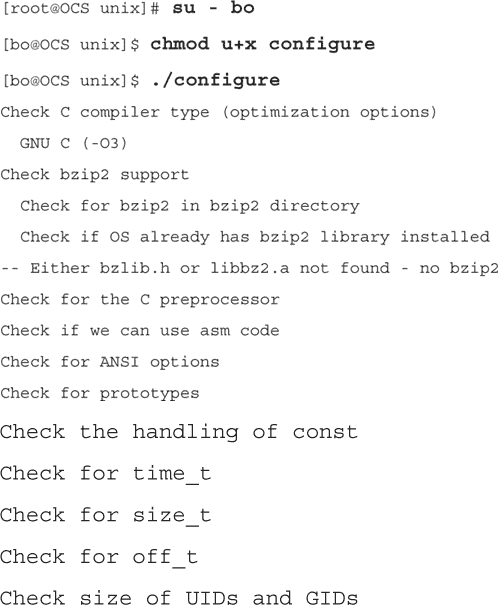 [root@OCS unix]# su - bo
[bo@OCS unix]$ chmod u+x configure
[bo@OCS unix]$ ./configure
Check C compiler type (optimization options)
GNU C (-O3)
Check bzip2 support
Check for bzip2 in bzip2 directory
Check if OS already has bzip2 library installed
-- Either bzlib.h or libbz2.a not found - no bzip2
Check for the C preprocessor
Check if we can use asm code
Check for ANSI options
Check for prototypes
Check the handling of const
Check for time_t
Check for size_t
Check for off_t
Check size of UIDs and GIDs